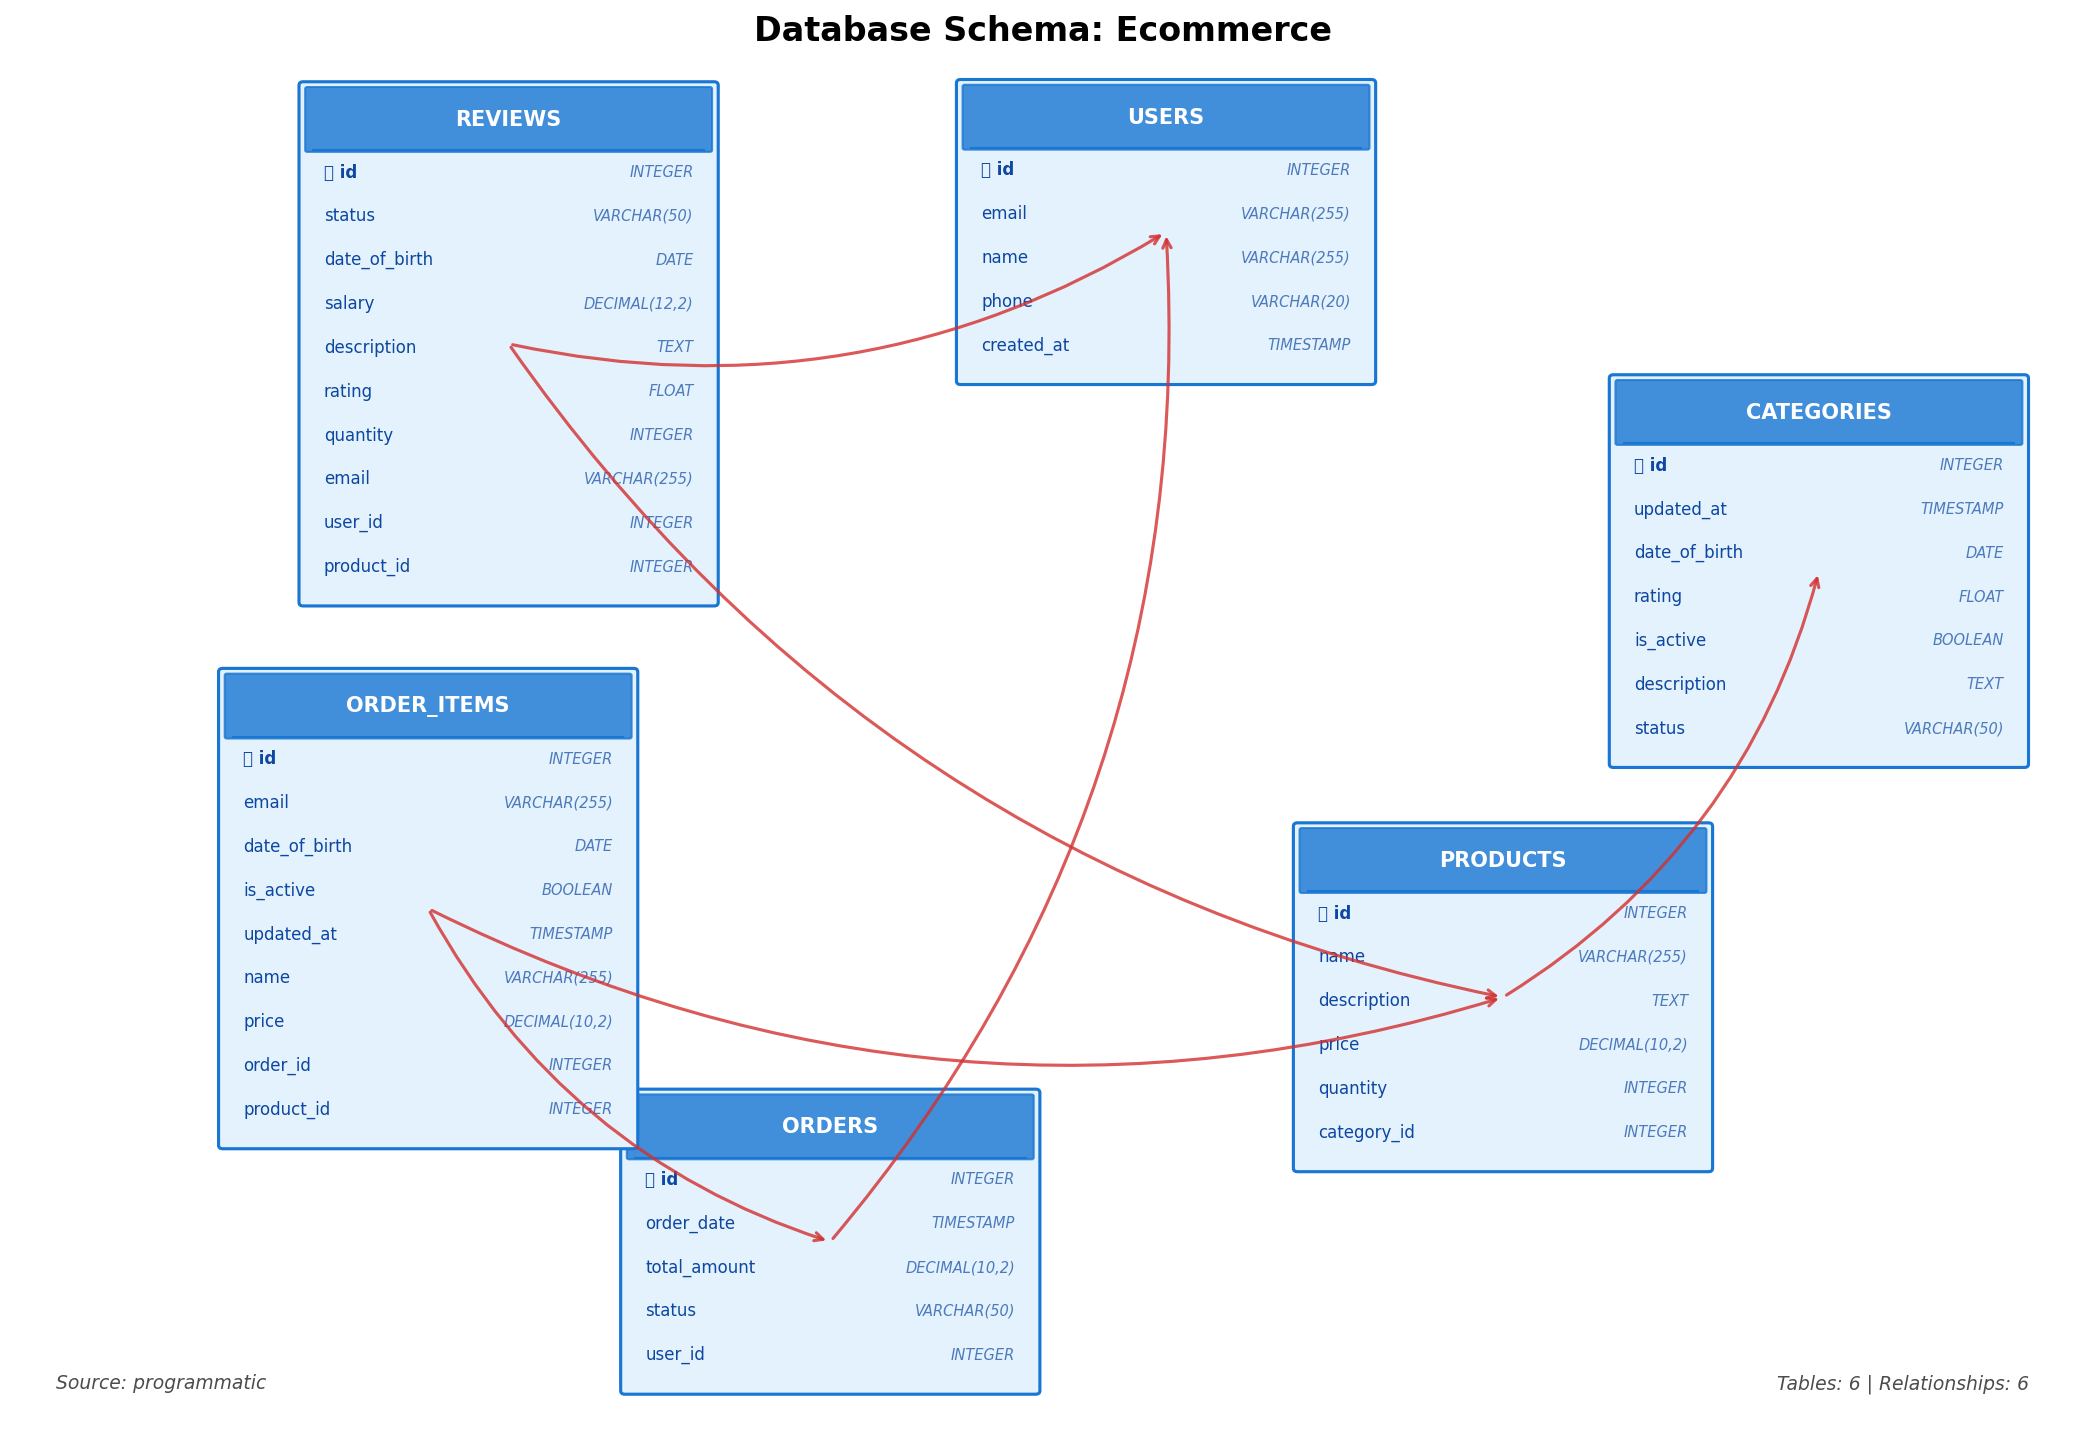 Database Schema: Ecommerce
REVIEWS
id INTEGER
status VARCHAR(50)
date_of_birth DATE
salary DECIMAL(12,2)
description TEXT
rating FLOAT
quantity INTEGER
email VARCHAR(255)
user_id INTEGER
product_id INTEGER
USERS
id INTEGER
email VARCHAR(255)
name VARCHAR(255)
phone VARCHAR(20)
created_at TIMESTAMP
CATEGORIES
id INTEGER
updated_at TIMESTAMP
date_of_birth DATE
rating FLOAT
is_active BOOLEAN
description TEXT
status VARCHAR(50)
ORDER_ITEMS
id INTEGER
email VARCHAR(255)
date_of_birth DATE
is_active BOOLEAN
updated_at TIMESTAMP
name VARCHAR(255)
price DECIMAL(10,2)
order_id INTEGER
product_id INTEGER
PRODUCTS
id INTEGER
name VARCHAR(255)
description TEXT
price DECIMAL(10,2)
quantity INTEGER
category_id INTEGER
ORDERS
id INTEGER
order_date TIMESTAMP
total_amount DECIMAL(10,2)
status VARCHAR(50)
user_id INTEGER
Source: programmatic
Tables: 6 | Relationships: 6